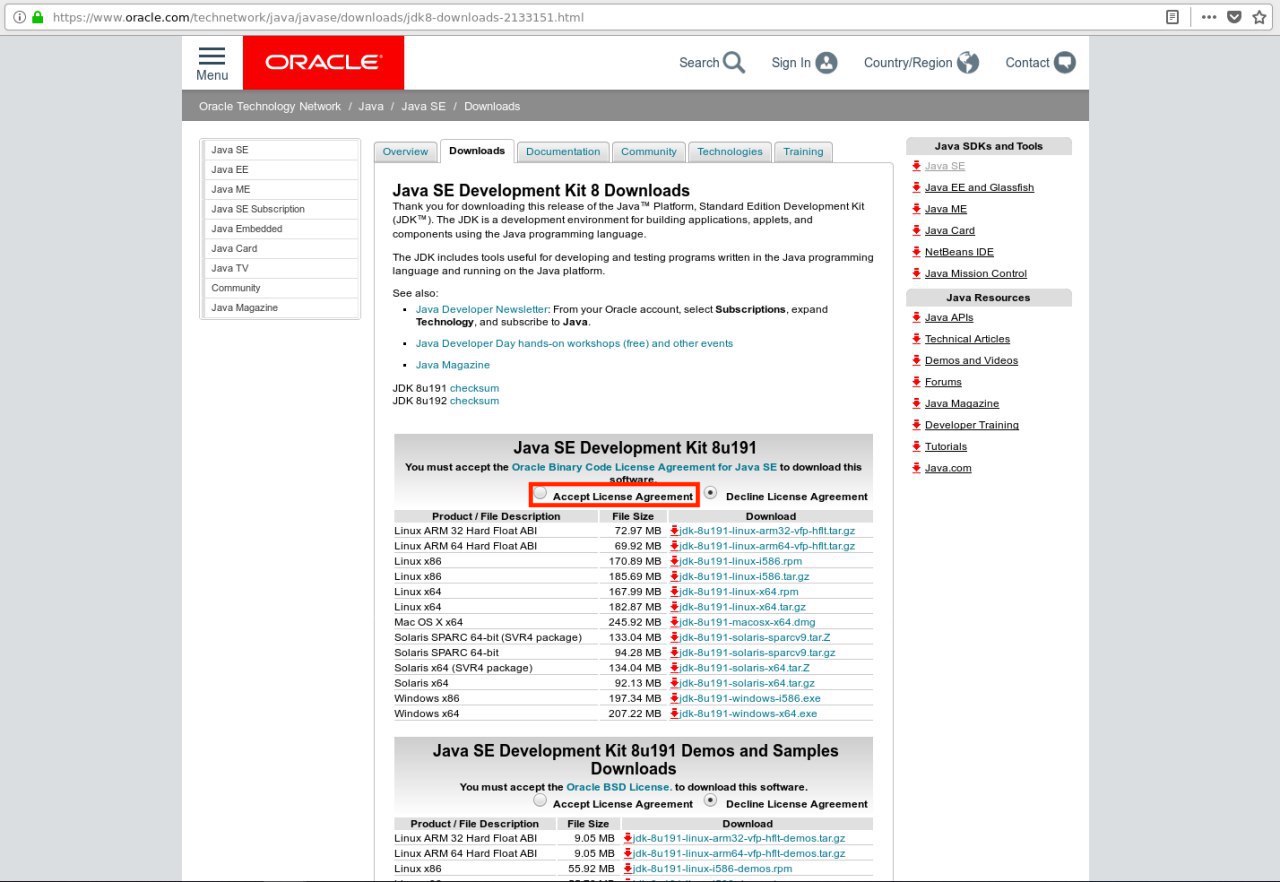 https://www.oracle.com/technetwork/java/javase/downloads/jdk8-downloads-2133151.html
Menu
ORACLE
Search
Sign In
Country/Region
Contact
Oracle Technology Network / Java / Java SE / Downloads
Java SE
Java EE
Java ME
Java SE Subscription
Java Embedded
Java Card
Java TV
Community
Java Magazine
Overview
Downloads
Documentation
Community
Technologies
Training
Java SE Development Kit 8 Downloads
Thank you for downloading this release of the Java™ Platform, Standard Edition Development Kit
(JDK™). The JDK is a development environment for building applications, applets, and
components using the Java programming language.
The JDK includes tools useful for developing and testing programs written in the Java programming
language and running on the Java platform.
See also:
• Java Developer Newsletter: From your Oracle account, select Subscriptions, expand
Technology, and subscribe to Java.
• Java Developer Day hands-on workshops (free) and other events
• Java Magazine
JDK 8u191 checksum
JDK 8u192 checksum
Java SE Development Kit 8u191
You must accept the Oracle Binary Code License Agreement for Java SE to download this
software.
Accept License Agreement Decline License Agreement
Product / File Description File Size Download
Linux ARM 32 Hard Float ABI 72.97 MB jdk-8u191-linux-arm32-vfp-hflt.tar.gz
Linux ARM 64 Hard Float ABI 69.92 MB jdk-8u191-linux-arm64-vfp-hflt.tar.gz
Linux x86 170.89 MB jdk-8u191-linux-i586.rpm
Linux x86 185.69 MB jdk-8u191-linux-i586.tar.gz
Linux x64 167.99 MB jdk-8u191-linux-x64.rpm
Linux x64 182.87 MB jdk-8u191-linux-x64.tar.gz
Mac OS X x64 245.92 MB jdk-8u191-macosx-x64.dmg
Solaris SPARC 64-bit (SVR4 package) 133.04 MB jdk-8u191-solaris-sparcv9.tar.Z
Solaris SPARC 64-bit 94.28 MB jdk-8u191-solaris-sparcv9.tar.gz
Solaris x64 (SVR4 package) 134.04 MB jdk-8u191-solaris-x64.tar.Z
Solaris x64 92.13 MB jdk-8u191-solaris-x64.tar.gz
Windows x86 197.34 MB jdk-8u191-windows-i586.exe
Windows x64 207.22 MB jdk-8u191-windows-x64.exe
Java SE Development Kit 8u191 Demos and Samples
Downloads
You must accept the Oracle BSD License. to download this software.
Accept License Agreement Decline License Agreement
Product / File Description File Size Download
Linux ARM 32 Hard Float ABI 9.05 MB jdk-8u191-linux-arm32-vfp-hflt-demos.tar.gz
Linux ARM 64 Hard Float ABI 9.05 MB jdk-8u191-linux-arm64-vfp-hflt-demos.tar.gz
Linux x86 55.92 MB jdk-8u191-linux-i586-demos.rpm
Java SDKs and Tools
Java SE
Java EE and Glassfish
Java ME
Java Card
NetBeans IDE
Java Mission Control
Java Resources
Java APIs
Technical Articles
Demos and Videos
Forums
Java Magazine
Developer Training
Tutorials
Java.com